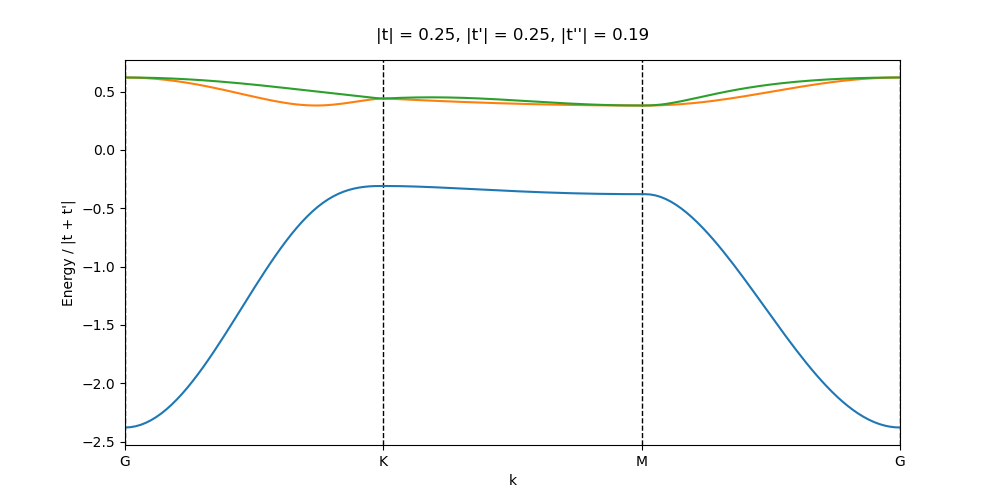 |t| = 0.25, |t'| = 0.25, |t''| = 0.19
Energy / |t + t'|
0.5
0.0
−0.5
−1.0
−1.5
−2.0
−2.5
G K M G
k